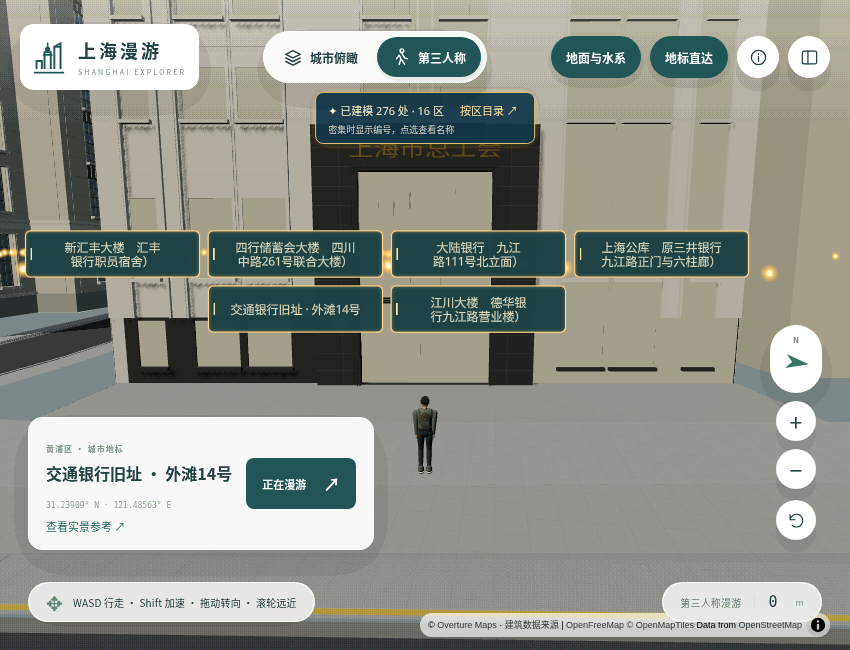 上海漫游
SHANGHAI EXPLORER
城市俯瞰
第三人称
地面与水系
地标直达
✦ 已建模 276 处 · 16 区 按区目录 ↗
密集时显示编号，点选查看名称
上海市总工会
新汇丰大楼 汇丰
银行职员宿舍）
四行储蓄会大楼 四川
中路261号联合大楼）
大陆银行 九江
路111号北立面）
上海公库 原三井银行
九江路正门与六柱廊）
交通银行旧址 · 外滩14号
江川大楼 德华银
行九江路营业楼）
N
黄浦区 · 城市地标
交通银行旧址 · 外滩14号
正在漫游 ↗
31.23909° N · 121.48563° E
查看实景参考 ↗
WASD 行走 · Shift 加速 · 拖动转向 · 滚轮远近
第三人称漫游 0 m
© Overture Maps · 建筑数据来源 | OpenFreeMap © OpenMapTiles Data from OpenStreetMap